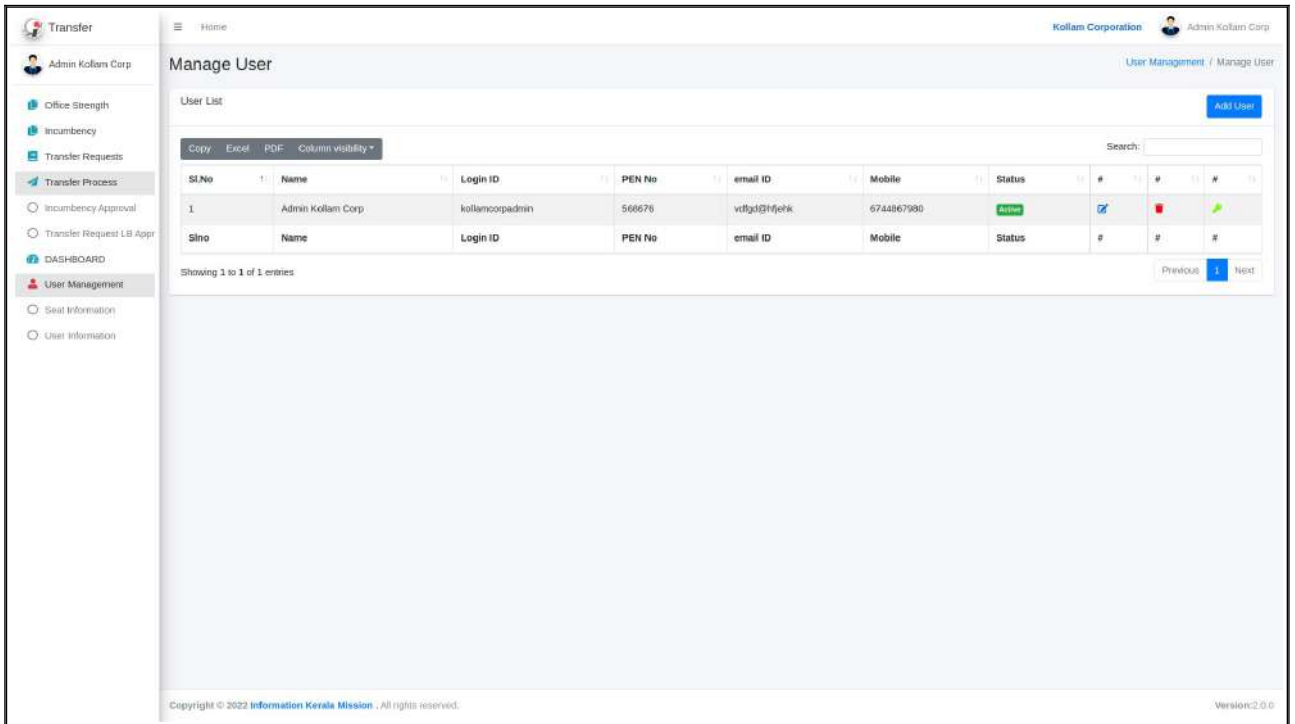 Transfer
Home
Kollam Corporation
Admin Kollam Corp
Admin Kollam Corp
Manage User
User Management / Manage User
Office Strength
Incumbency
Transfer Requests
Transfer Process
Incumbency Approval
Transfer Request LB Appr
DASHBOARD
User Management
Seat Information
User Information
User List
Add User
Copy Excel PDF Column visibility
Search:
Sl.No Name Login ID PEN No email ID Mobile Status # # #
1 Admin Kollam Corp kollamcorpadmin 566676 vdfgd@hfjehk 6744867980 Active
Slno Name Login ID PEN No email ID Mobile Status # # #
Showing 1 to 1 of 1 entries
Previous 1 Next
Copyright © 2022 Information Kerala Mission . All rights reserved.
Version:2.0.0